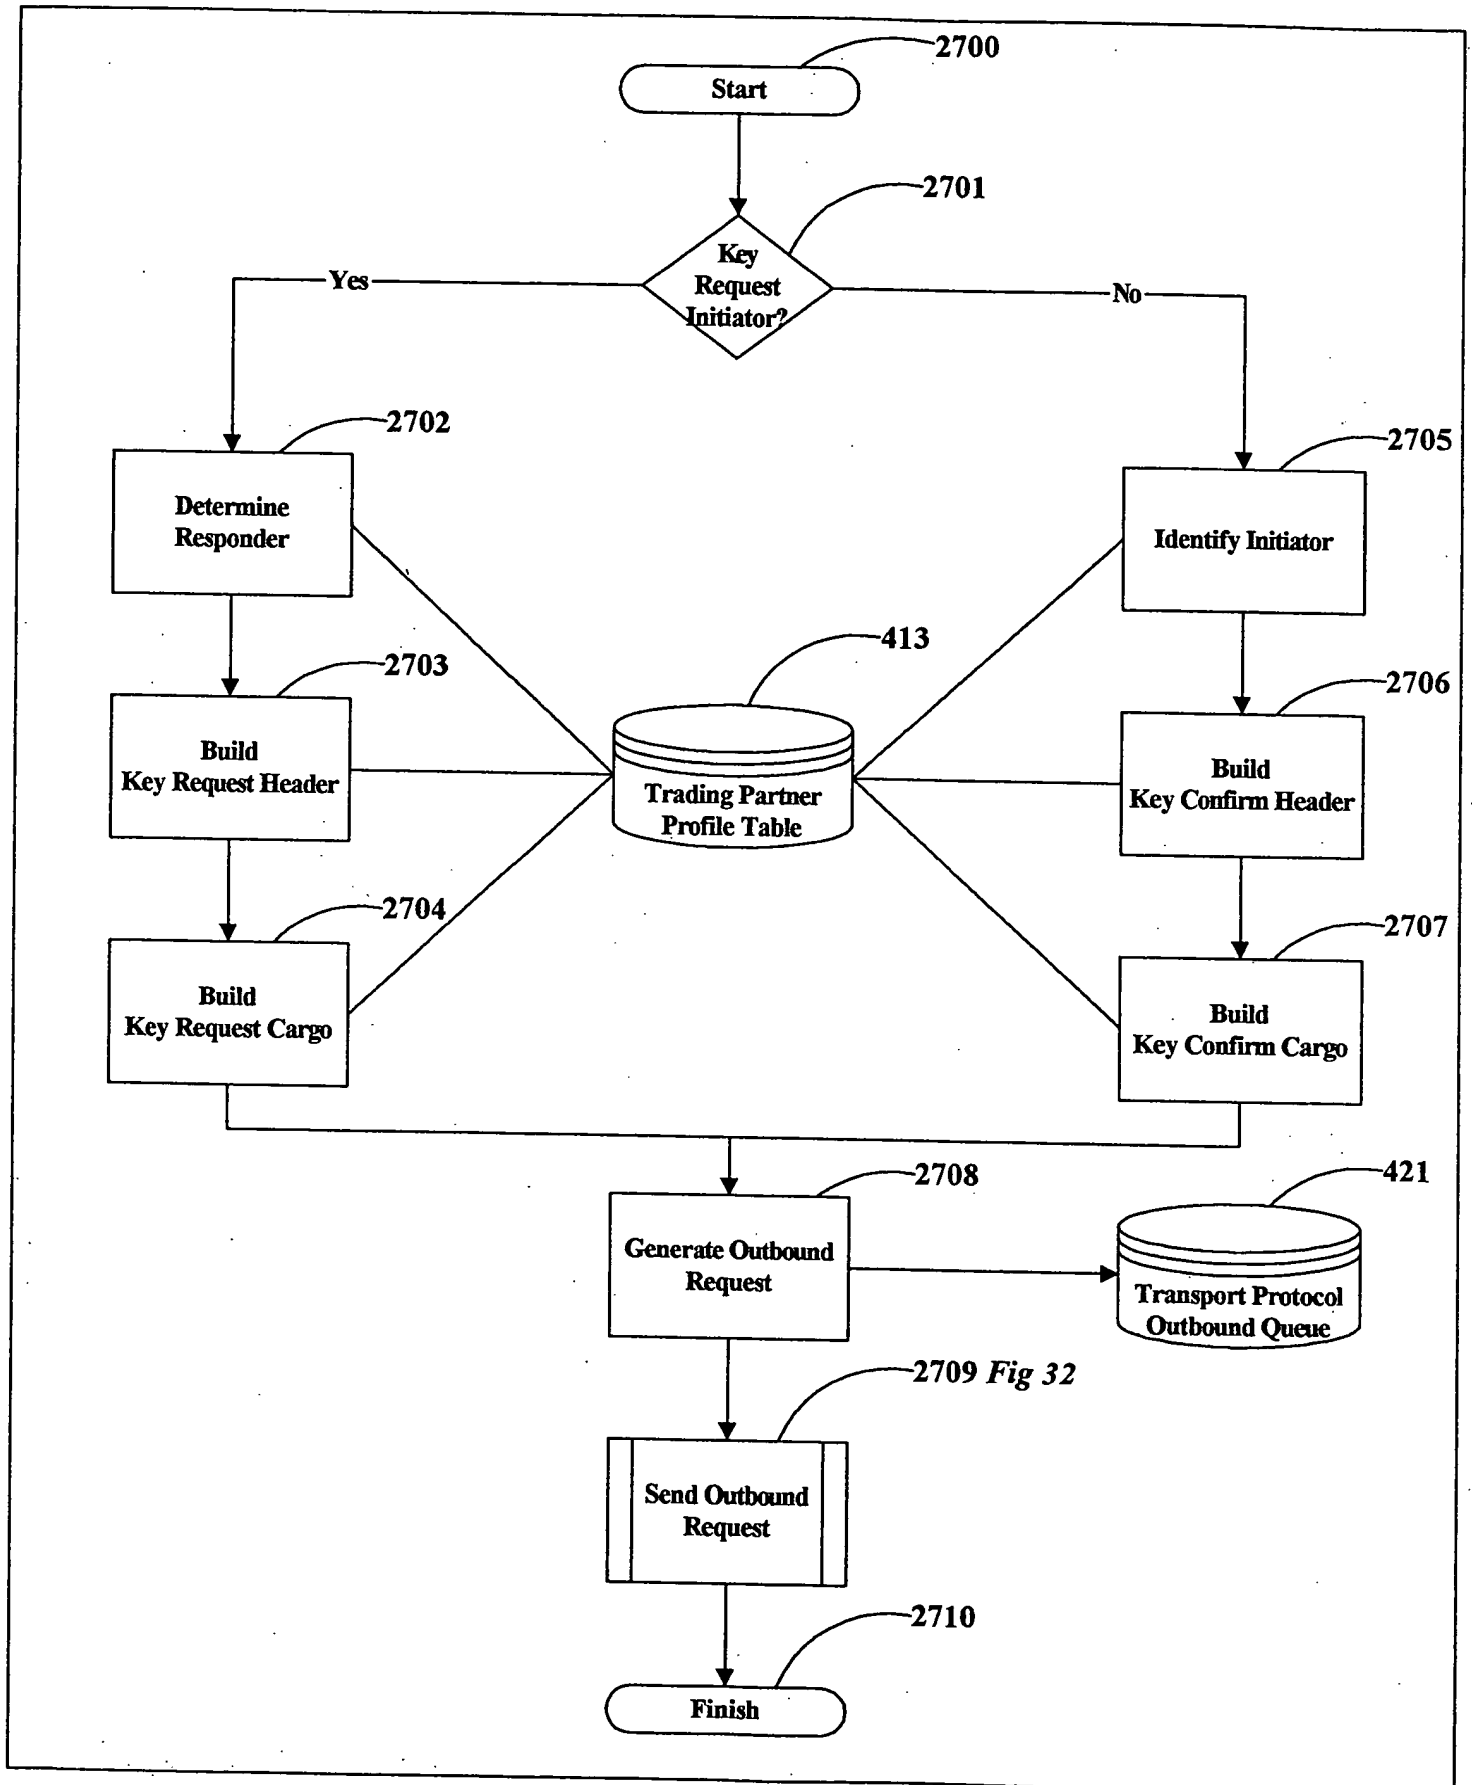 2700
Start
2701
Key
Request
Initiator?
Yes
No
2702
Determine
Responder
2705
Identify Initiator
413
2703
Build
Key Request Header
Trading Partner
Profile Table
2706
Build
Key Confirm Header
2704
Build
Key Request Cargo
2707
Build
Key Confirm Cargo
2708
Generate Outbound
Request
421
Transport Protocol
Outbound Queue
2709 Fig 32
Send Outbound
Request
2710
Finish